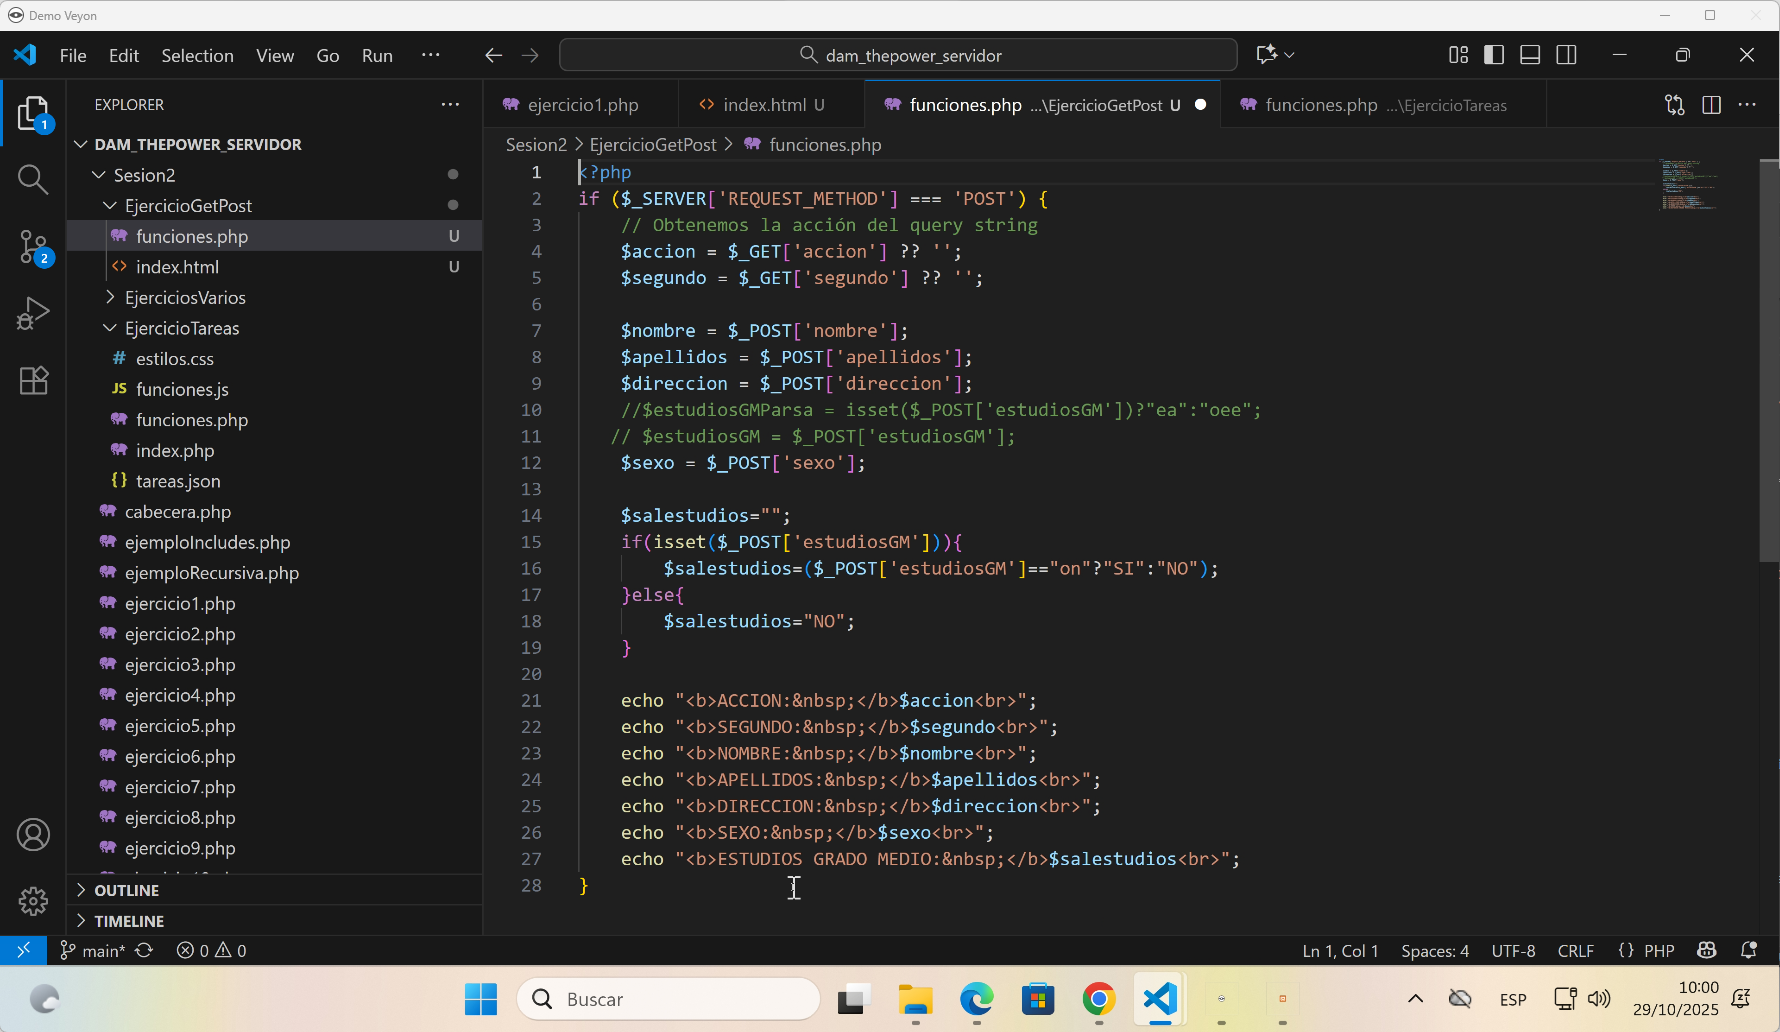 Demo Veyon
File Edit Selection View Go Run ··· dam_thepower_servidor
EXPLORER ···
DAM_THEPOWER_SERVIDOR
Sesion2
EjercicioGetPost
funciones.php U
index.html U
EjerciciosVarios
EjercicioTareas
# estilos.css
JS funciones.js
funciones.php
index.php
{} tareas.json
cabecera.php
ejemploIncludes.php
ejemploRecursiva.php
ejercicio1.php
ejercicio2.php
ejercicio3.php
ejercicio4.php
ejercicio5.php
ejercicio6.php
ejercicio7.php
ejercicio8.php
ejercicio9.php
OUTLINE
TIMELINE
1
2
ejercicio1.php <> index.html U funciones.php ...\EjercicioGetPost U funciones.php ...\EjercicioTareas
Sesion2 > EjercicioGetPost > funciones.php
1 <?php
2 if ($_SERVER['REQUEST_METHOD'] === 'POST') {
3     // Obtenemos la acción del query string
4     $accion = $_GET['accion'] ?? '';
5     $segundo = $_GET['segundo'] ?? '';
6
7     $nombre = $_POST['nombre'];
8     $apellidos = $_POST['apellidos'];
9     $direccion = $_POST['direccion'];
10     //$estudiosGMParsa = isset($_POST['estudiosGM'])?"ea":"oee";
11    // $estudiosGM = $_POST['estudiosGM'];
12     $sexo = $_POST['sexo'];
13
14     $salestudios="";
15     if(isset($_POST['estudiosGM'])){
16         $salestudios=($_POST['estudiosGM']=="on"?"SI":"NO");
17     }else{
18         $salestudios="NO";
19     }
20
21     echo "<b>ACCION:&nbsp;</b>$accion<br>";
22     echo "<b>SEGUNDO:&nbsp;</b>$segundo<br>";
23     echo "<b>NOMBRE:&nbsp;</b>$nombre<br>";
24     echo "<b>APELLIDOS:&nbsp;</b>$apellidos<br>";
25     echo "<b>DIRECCION:&nbsp;</b>$direccion<br>";
26     echo "<b>SEXO:&nbsp;</b>$sexo<br>";
27     echo "<b>ESTUDIOS GRADO MEDIO:&nbsp;</b>$salestudios<br>";
28 }
main* 0 0 Ln 1, Col 1 Spaces: 4 UTF-8 CRLF {} PHP
Buscar ESP 10:00
29/10/2025